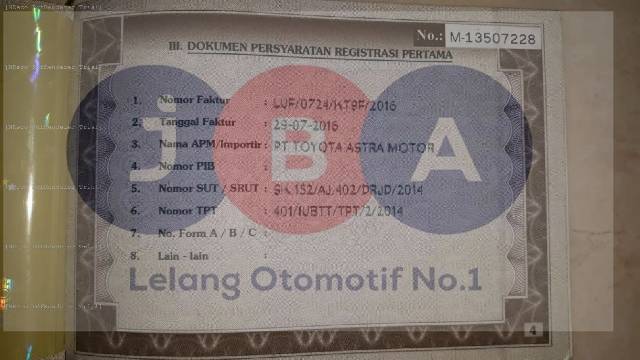 No.: M-13507228
III. DOKUMEN PERSYARATAN REGISTRASI PERTAMA
1. Nomor Faktur : LUF/0724/KT9F/2016
2. Tanggal Faktur : 29-07-2016
3. Nama APM/Importir : PT TOYOTA ASTRA MOTOR
4. Nomor PIB :
5. Nomor SUT / SRUT : SK.152/AJ.402/DRJD/2014
6. Nomor TPT : 401/IUBTT/TPT/2/2014
7. No. Form A / B / C :
8. Lain - lain :
j B A
Lelang Otomotif No.1
4